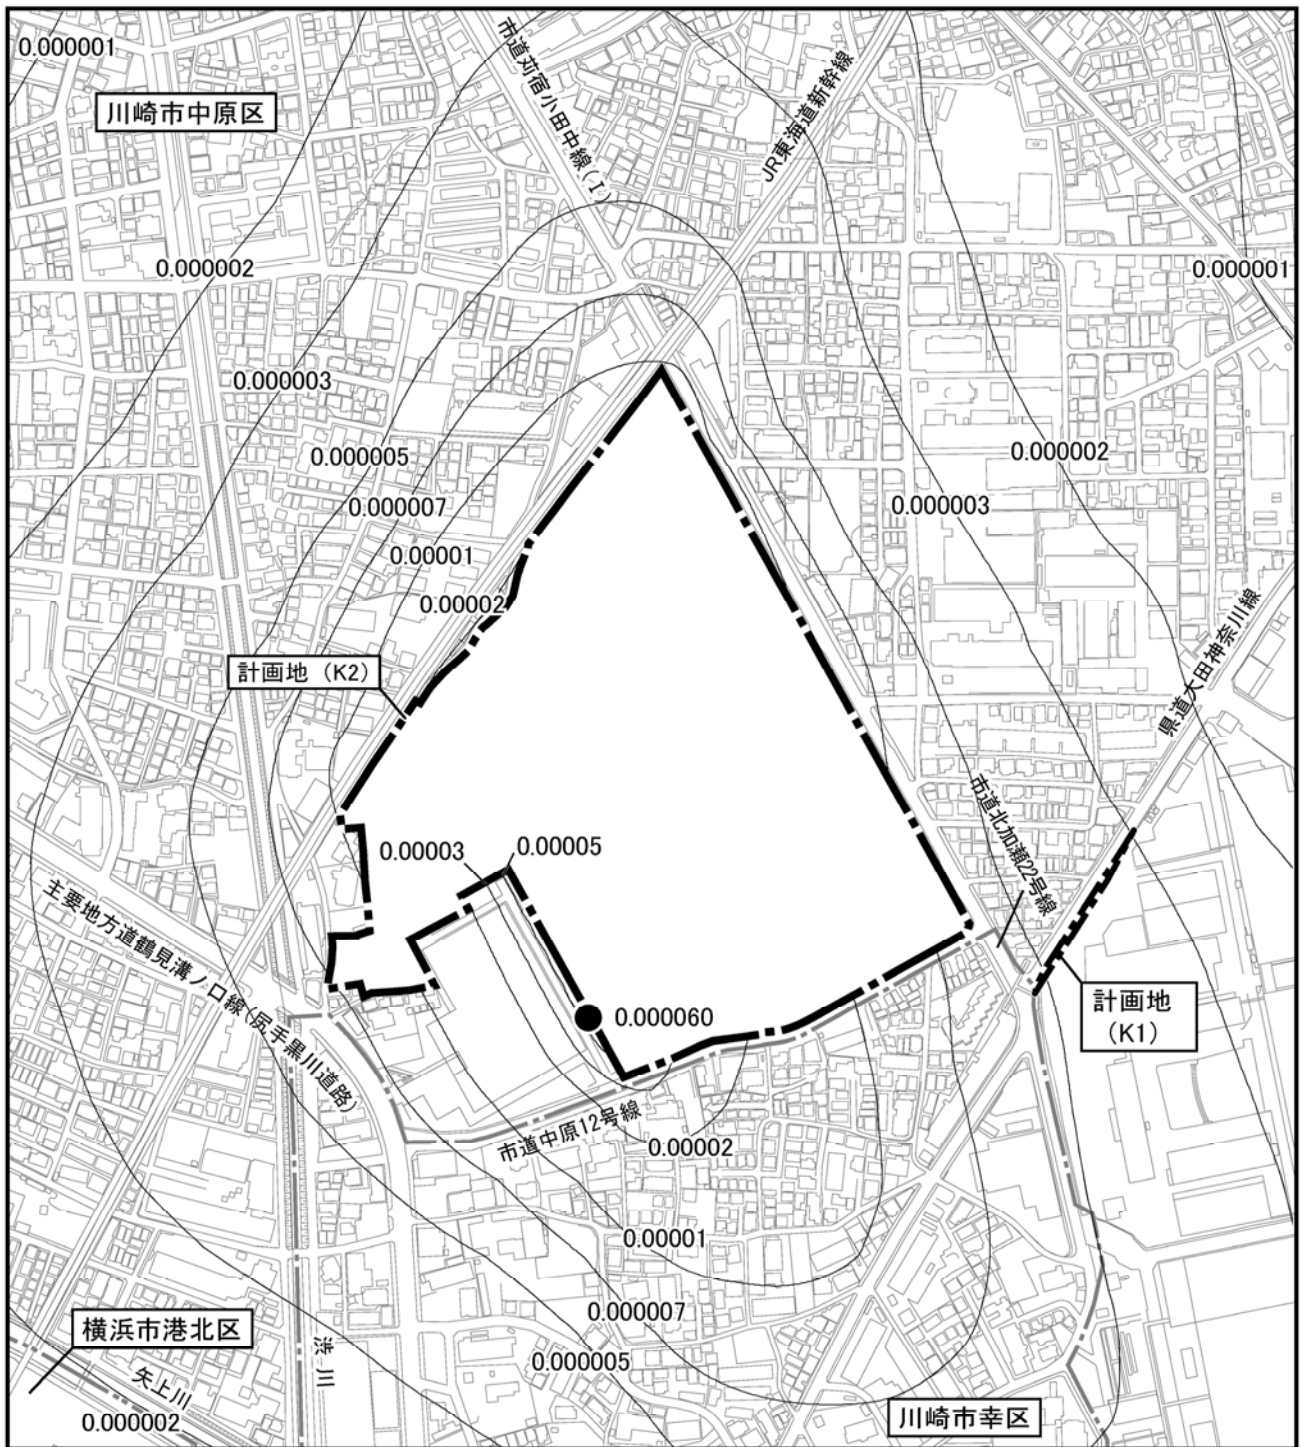 0.000001
川崎市中原区
市道苅宿小田中線(Ⅰ)
JR東海道新幹線
0.000002
0.000001
0.000003
0.000005
0.000002
0.000007
0.000003
0.00001
0.00002
県道大田神奈川線
計画地 (K2)
市道北加瀬22号線
0.00003
0.00005
主要地方道鶴見溝ノ口線(尻手黒川道路)
計画地
(K1)
0.000060
市道中原12号線
0.00002
0.00001
0.000007
横浜市港北区
渋川
0.000005
矢上川
0.000002
川崎市幸区